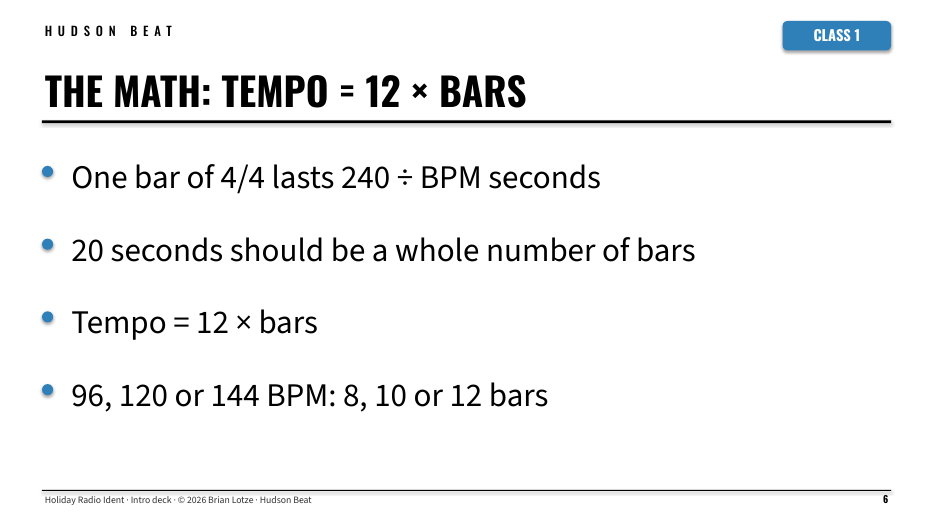 HUDSON BEAT
CLASS 1
THE MATH: TEMPO = 12 × BARS
• One bar of 4/4 lasts 240 ÷ BPM seconds
• 20 seconds should be a whole number of bars
• Tempo = 12 × bars
• 96, 120 or 144 BPM: 8, 10 or 12 bars
Holiday Radio Ident · Intro deck · © 2026 Brian Lotze · Hudson Beat
6